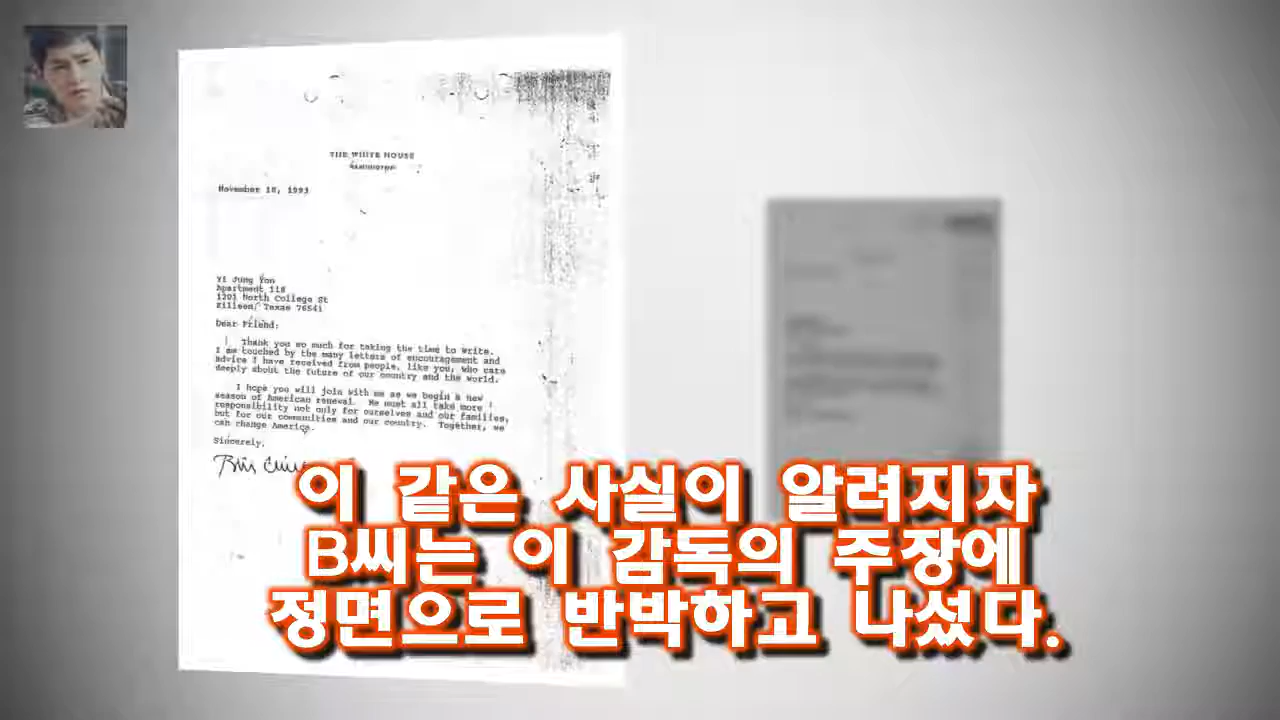 THE WHITE HOUSE
WASHINGTON
November 18, 1993
Yi Jung Yon
Apartment 118
1201 North College St
Killeen, Texas 76541
Dear Friend:
Thank you so much for taking the time to write.
I am touched by the many letters of encouragement and
advice I have received from people, like you, who care
deeply about the future of our country and the world.
I hope you will join with me as we begin a new
season of American renewal. We must all take more
responsibility not only for ourselves and our families,
but for our communities and our country. Together, we
can change America.
Sincerely,
이 같은 사실이 알려지자
B씨는 이 감독의 주장에
정면으로 반박하고 나섰다.